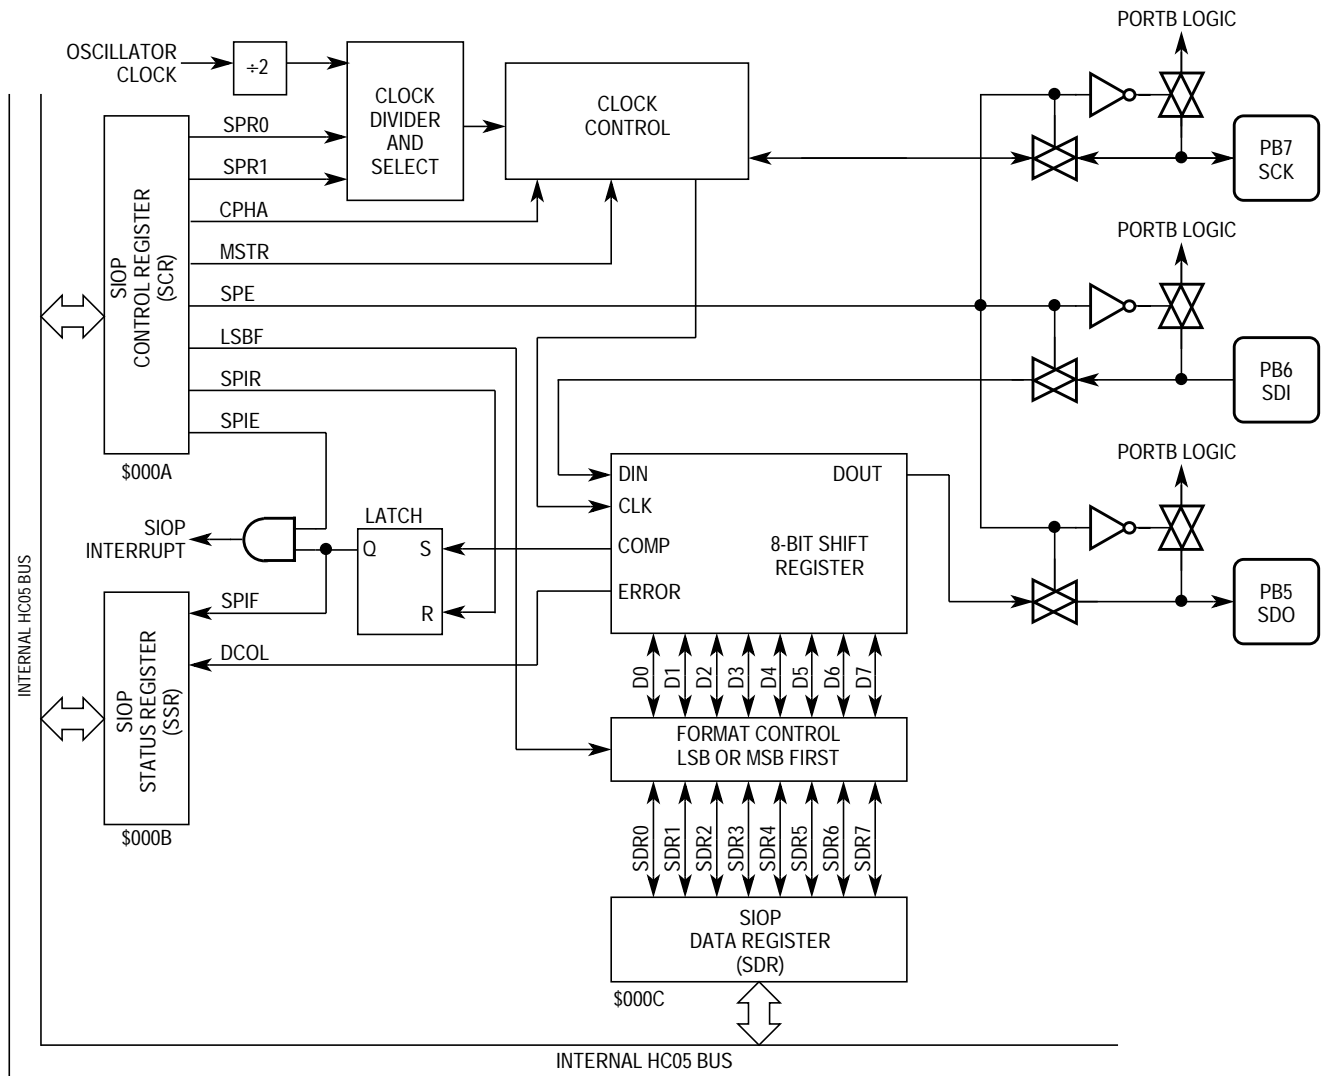 PORTB LOGIC
OSCILLATOR
CLOCK
÷2
CLOCK
DIVIDER
AND
SELECT
CLOCK
CONTROL
PB7
SCK
SPR0
SPR1
CPHA
MSTR
SPE
LSBF
SPIR
SPIE
SIOP
CONTROL REGISTER
(SCR)
$000A
PORTB LOGIC
PB6
SDI
PORTB LOGIC
PB5
SDO
DIN
CLK
COMP
ERROR
DOUT
8-BIT SHIFT
REGISTER
LATCH
Q
S
R
SIOP
INTERRUPT
SPIF
DCOL
SIOP
STATUS REGISTER
(SSR)
$000B
INTERNAL HC05 BUS
D0
D1
D2
D3
D4
D5
D6
D7
FORMAT CONTROL
LSB OR MSB FIRST
SDR0
SDR1
SDR2
SDR3
SDR4
SDR5
SDR6
SDR7
SIOP
DATA REGISTER
(SDR)
$000C
INTERNAL HC05 BUS